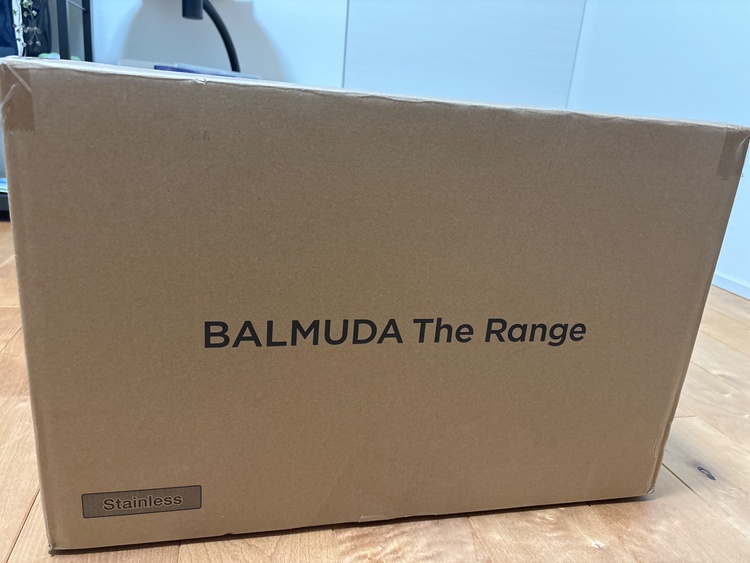 BALMUDA The Range
Stainless